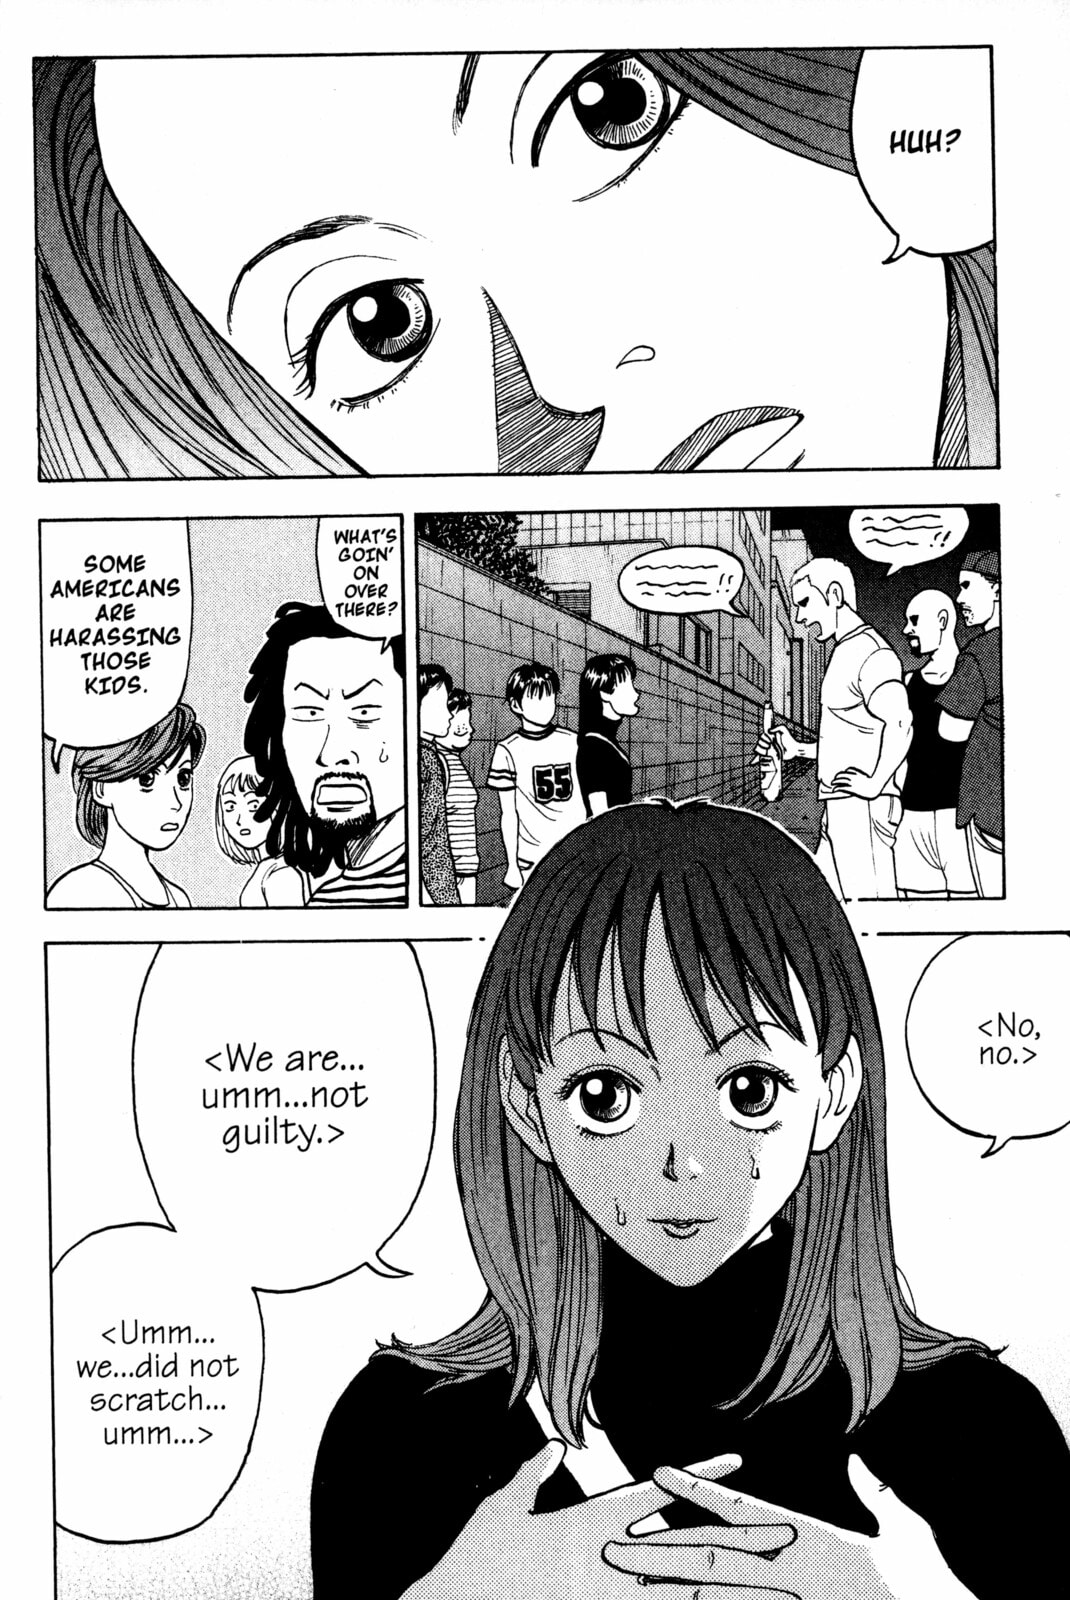 HUH?
!!
!!
55
WHAT'S
GOIN'
ON
OVER
THERE?
SOME
AMERICANS
ARE
HARASSING
THOSE
KIDS.
<No,
no.>
<We are...
umm...not
guilty.>
<Umm...
we...did not
scratch...
umm...>